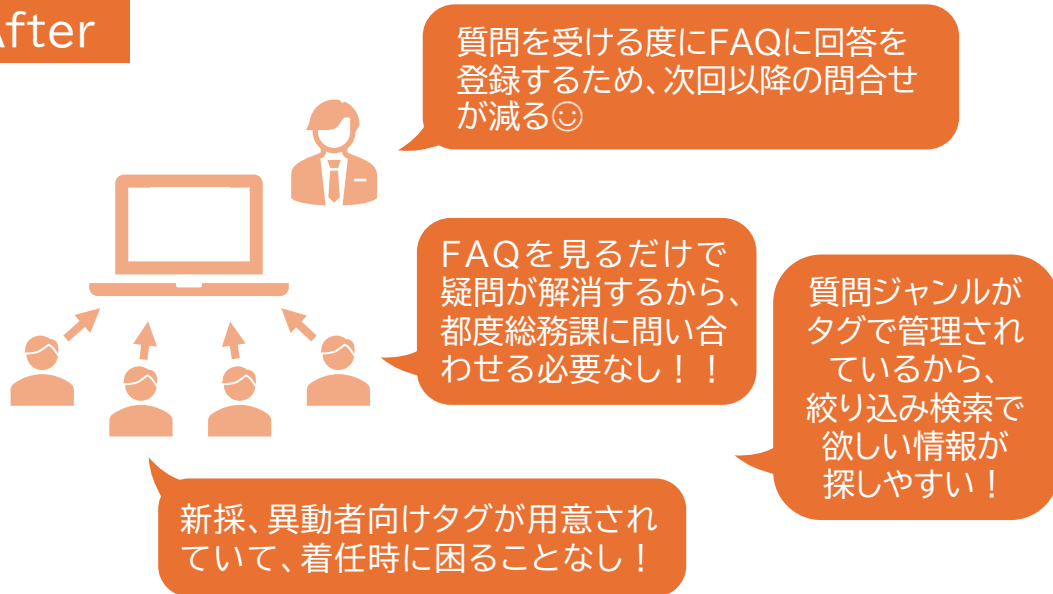 After
質問を受ける度にFAQに回答を
登録するため、次回以降の問合せ
が減る☺
FAQを見るだけで
疑問が解消するから、
都度総務課に問い合
わせる必要なし！！
質問ジャンルが
タグで管理され
ているから、
絞り込み検索で
欲しい情報が
探しやすい！
新採、異動者向けタグが用意され
ていて、着任時に困ることなし！